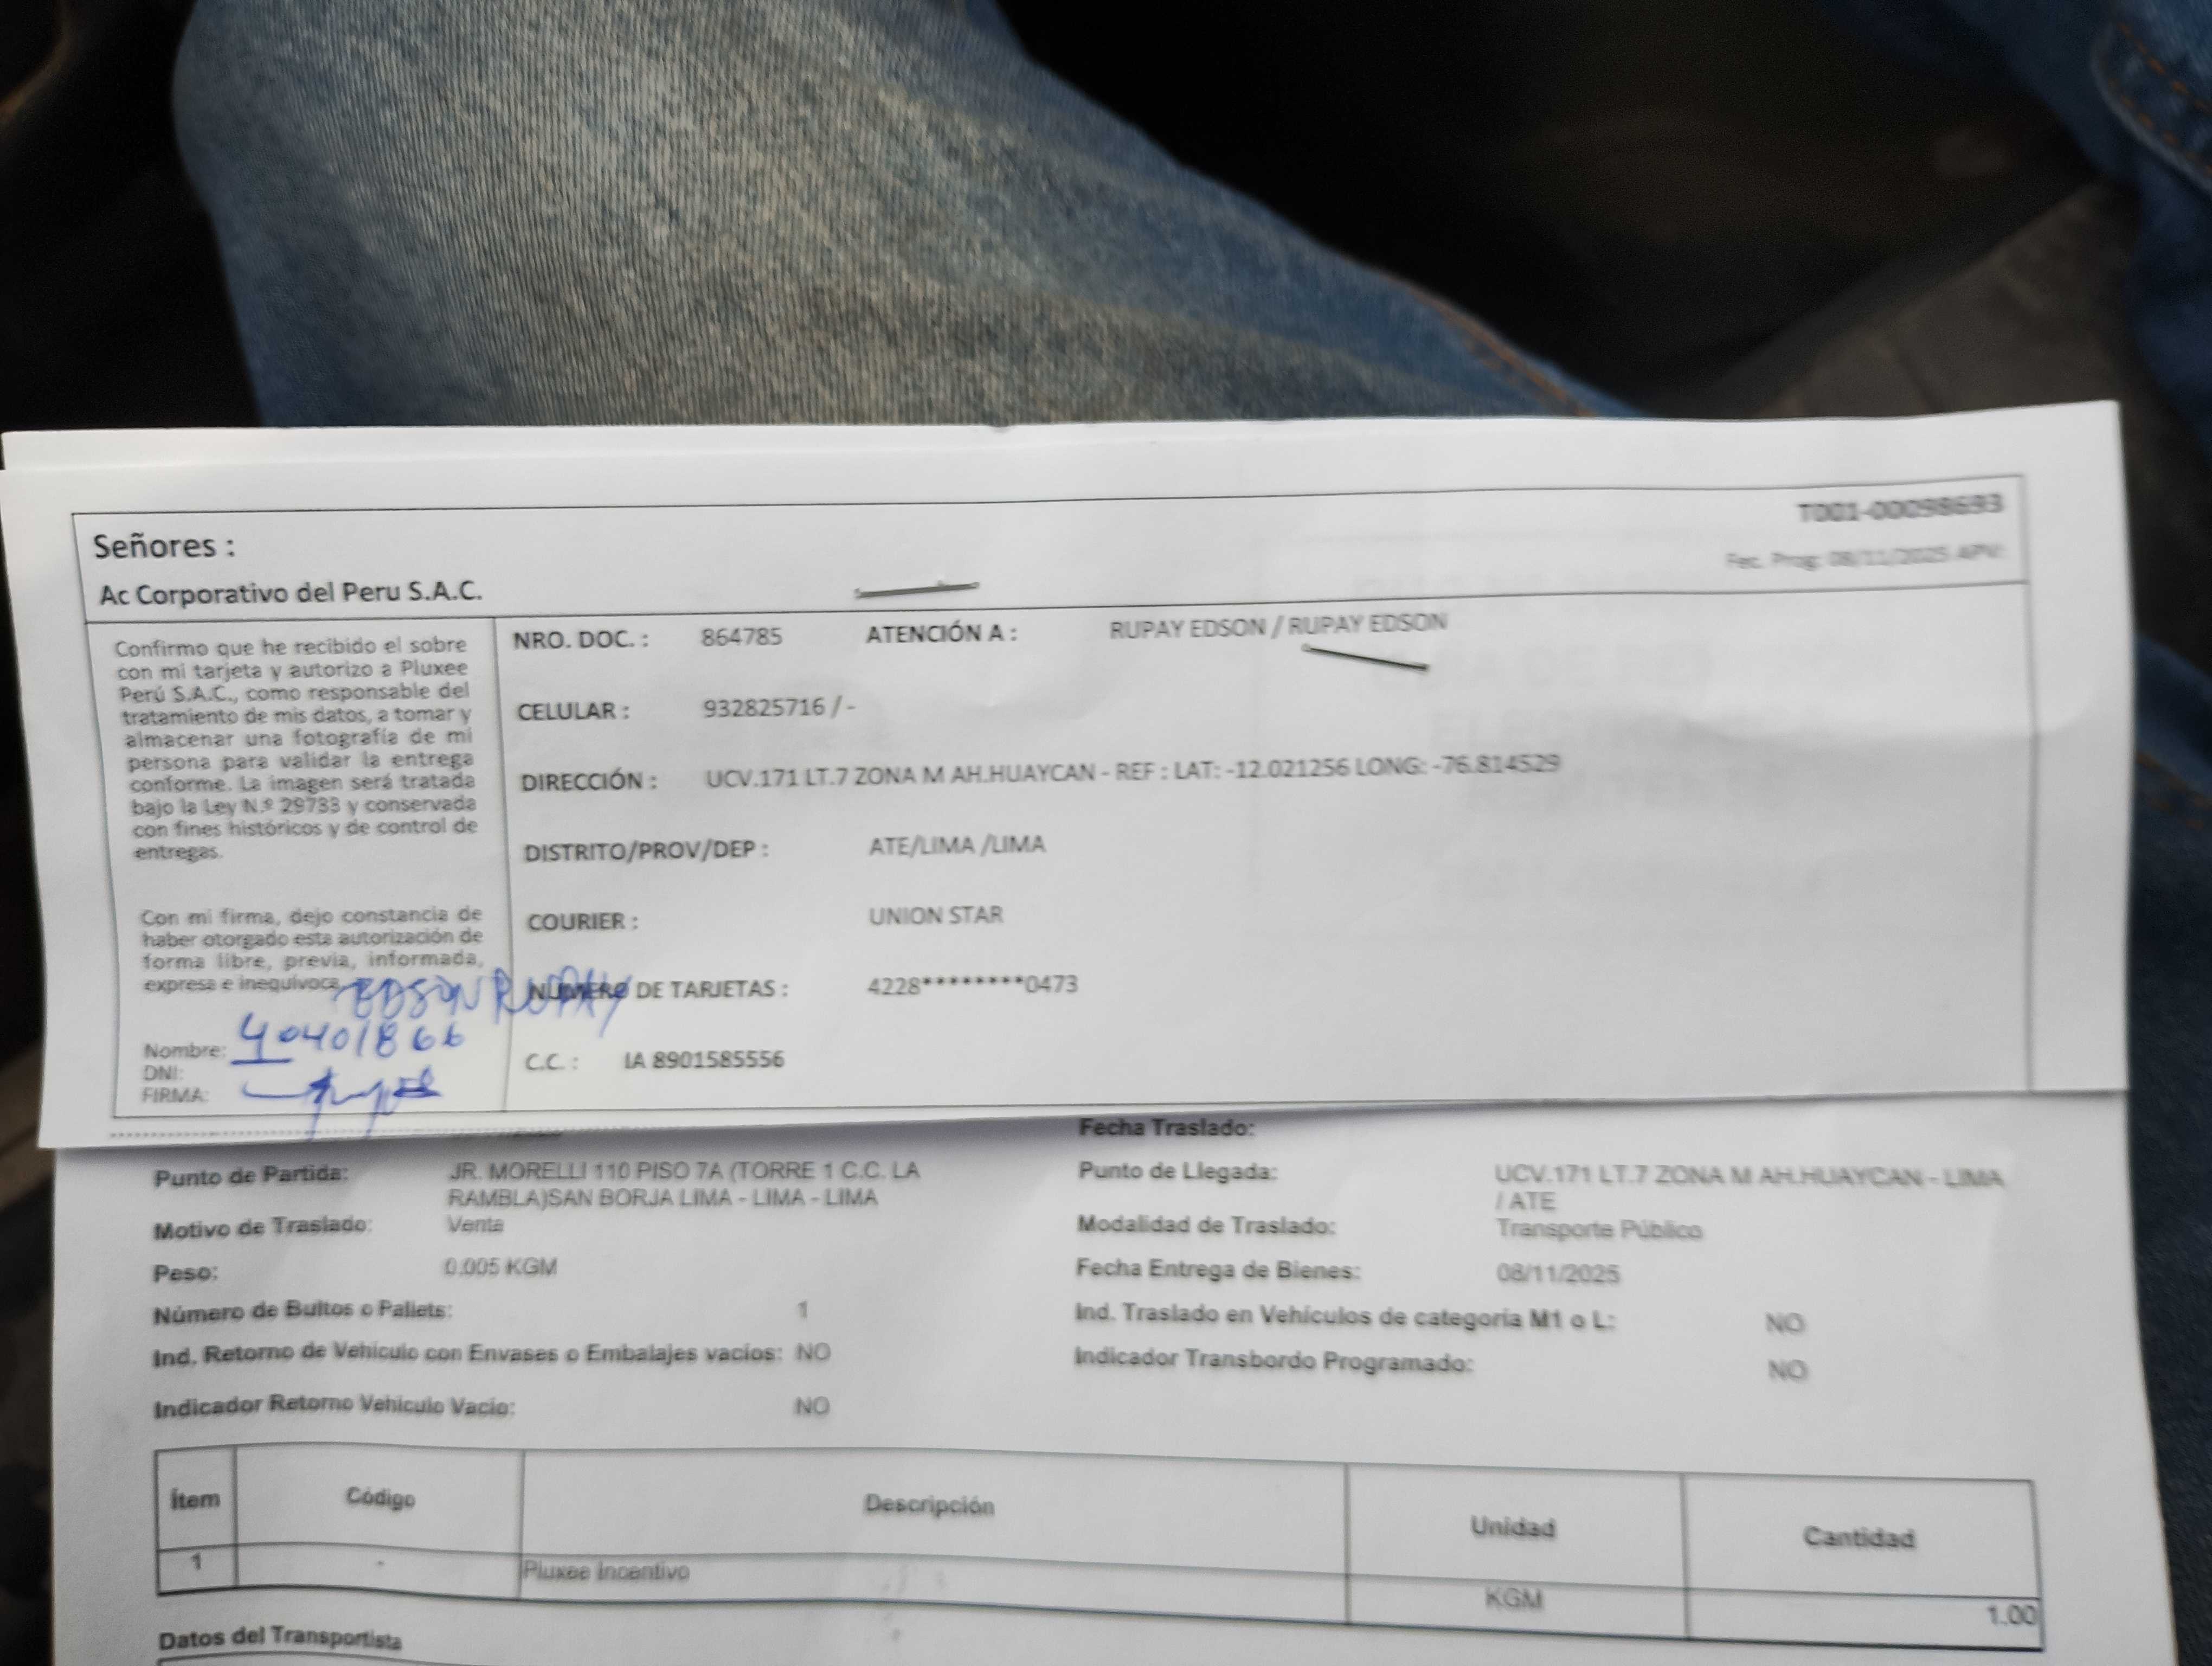 T001-00098693
Señores :
Fec. Prog: 08/11/2025 APV:
Ac Corporativo del Peru S.A.C.
Confirmo que he recibido el sobre
con mi tarjeta y autorizo a Pluxee
Perú S.A.C., como responsable del
tratamiento de mis datos, a tomar y
almacenar una fotografía de mi
persona para validar la entrega
conforme. La imagen será tratada
bajo la Ley N.º 29733 y conservada
con fines históricos y de control de
entregas.
Con mi firma, dejo constancia de
haber otorgado esta autorización de
forma libre, previa, informada,
expresa e inequívoca.
EDSON RUPAY
Nombre: 40401866
DNI:
FIRMA:
NRO. DOC. : 864785 ATENCIÓN A : RUPAY EDSON / RUPAY EDSON
CELULAR : 932825716 / -
DIRECCIÓN : UCV.171 LT.7 ZONA M AH.HUAYCAN - REF : LAT: -12.021256 LONG: -76.814529
DISTRITO/PROV/DEP : ATE/LIMA /LIMA
COURIER : UNION STAR
NÚMERO DE TARJETAS : 4228********0473
C.C. : IA 8901585556
Fecha Traslado:
Punto de Partida: JR. MORELLI 110 PISO 7A (TORRE 1 C.C. LA
RAMBLA)SAN BORJA LIMA - LIMA - LIMA
Punto de Llegada: UCV.171 LT.7 ZONA M AH.HUAYCAN - LIMA
/ ATE
Motivo de Traslado: Venta
Modalidad de Traslado: Transporte Público
Peso: 0.005 KGM
Fecha Entrega de Bienes: 08/11/2025
Número de Bultos o Pallets: 1
Ind. Traslado en Vehículos de categoría M1 o L: NO
Ind. Retorno de Vehículo con Envases o Embalajes vacíos: NO
Indicador Transbordo Programado: NO
Indicador Retorno Vehículo Vacío: NO
Ítem Código Descripción Unidad Cantidad
1 - Pluxee Incentivo KGM 1.00
Datos del Transportista